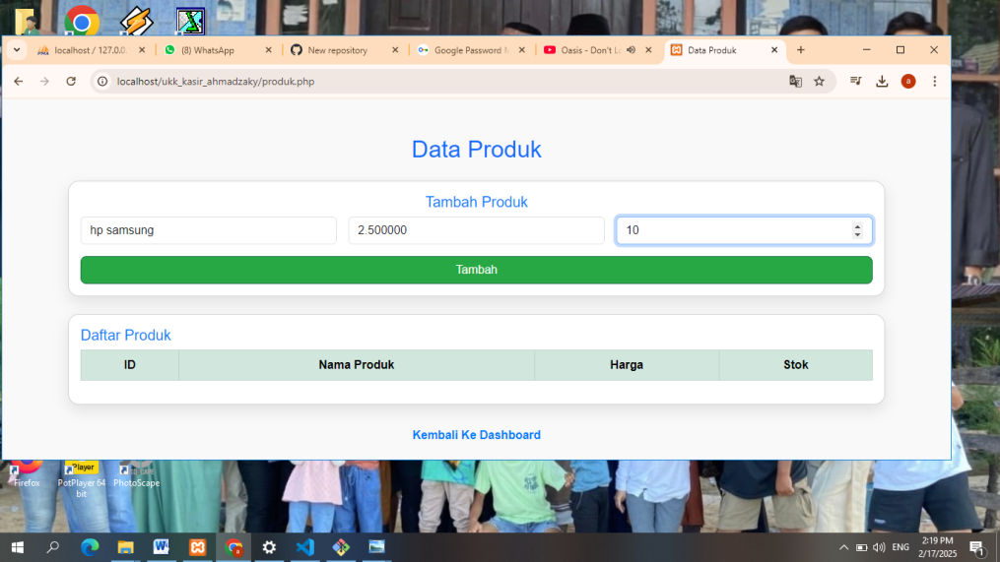 localhost / 127.0.0.
(8) WhatsApp
New repository
Google Password
Oasis - Don't L
Data Produk
localhost/ukk_kasir_ahmadzaky/produk.php
a
Data Produk
Tambah Produk
hp samsung
2.500000
10
Tambah
Daftar Produk
ID
Nama Produk
Harga
Stok
Kembali Ke Dashboard
Firefox
PotPlayer 64
bit
PhotoScape
ENG
2:19 PM
2/17/2025
1